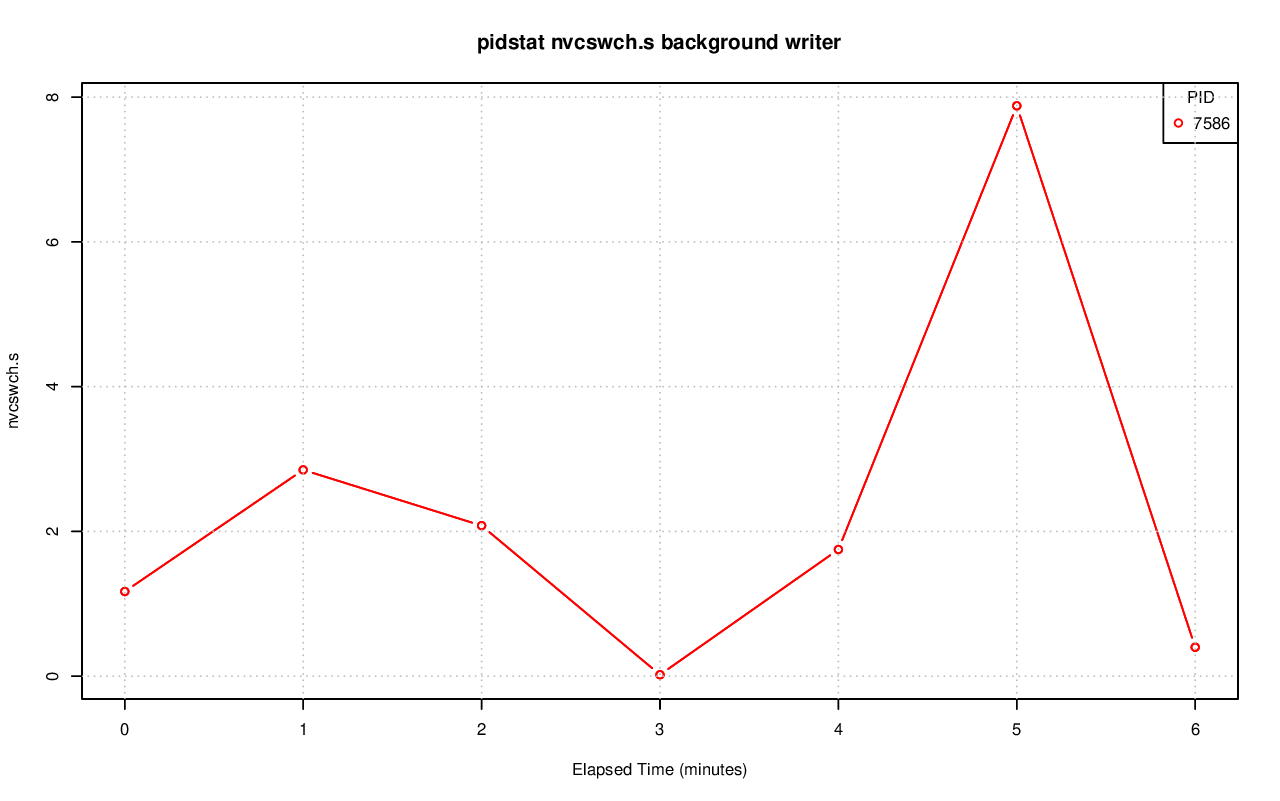 pidstat nvcswch.s background writer
PID
7586
8
6
4
2
0
nvcswch.s
0 1 2 3 4 5 6
Elapsed Time (minutes)